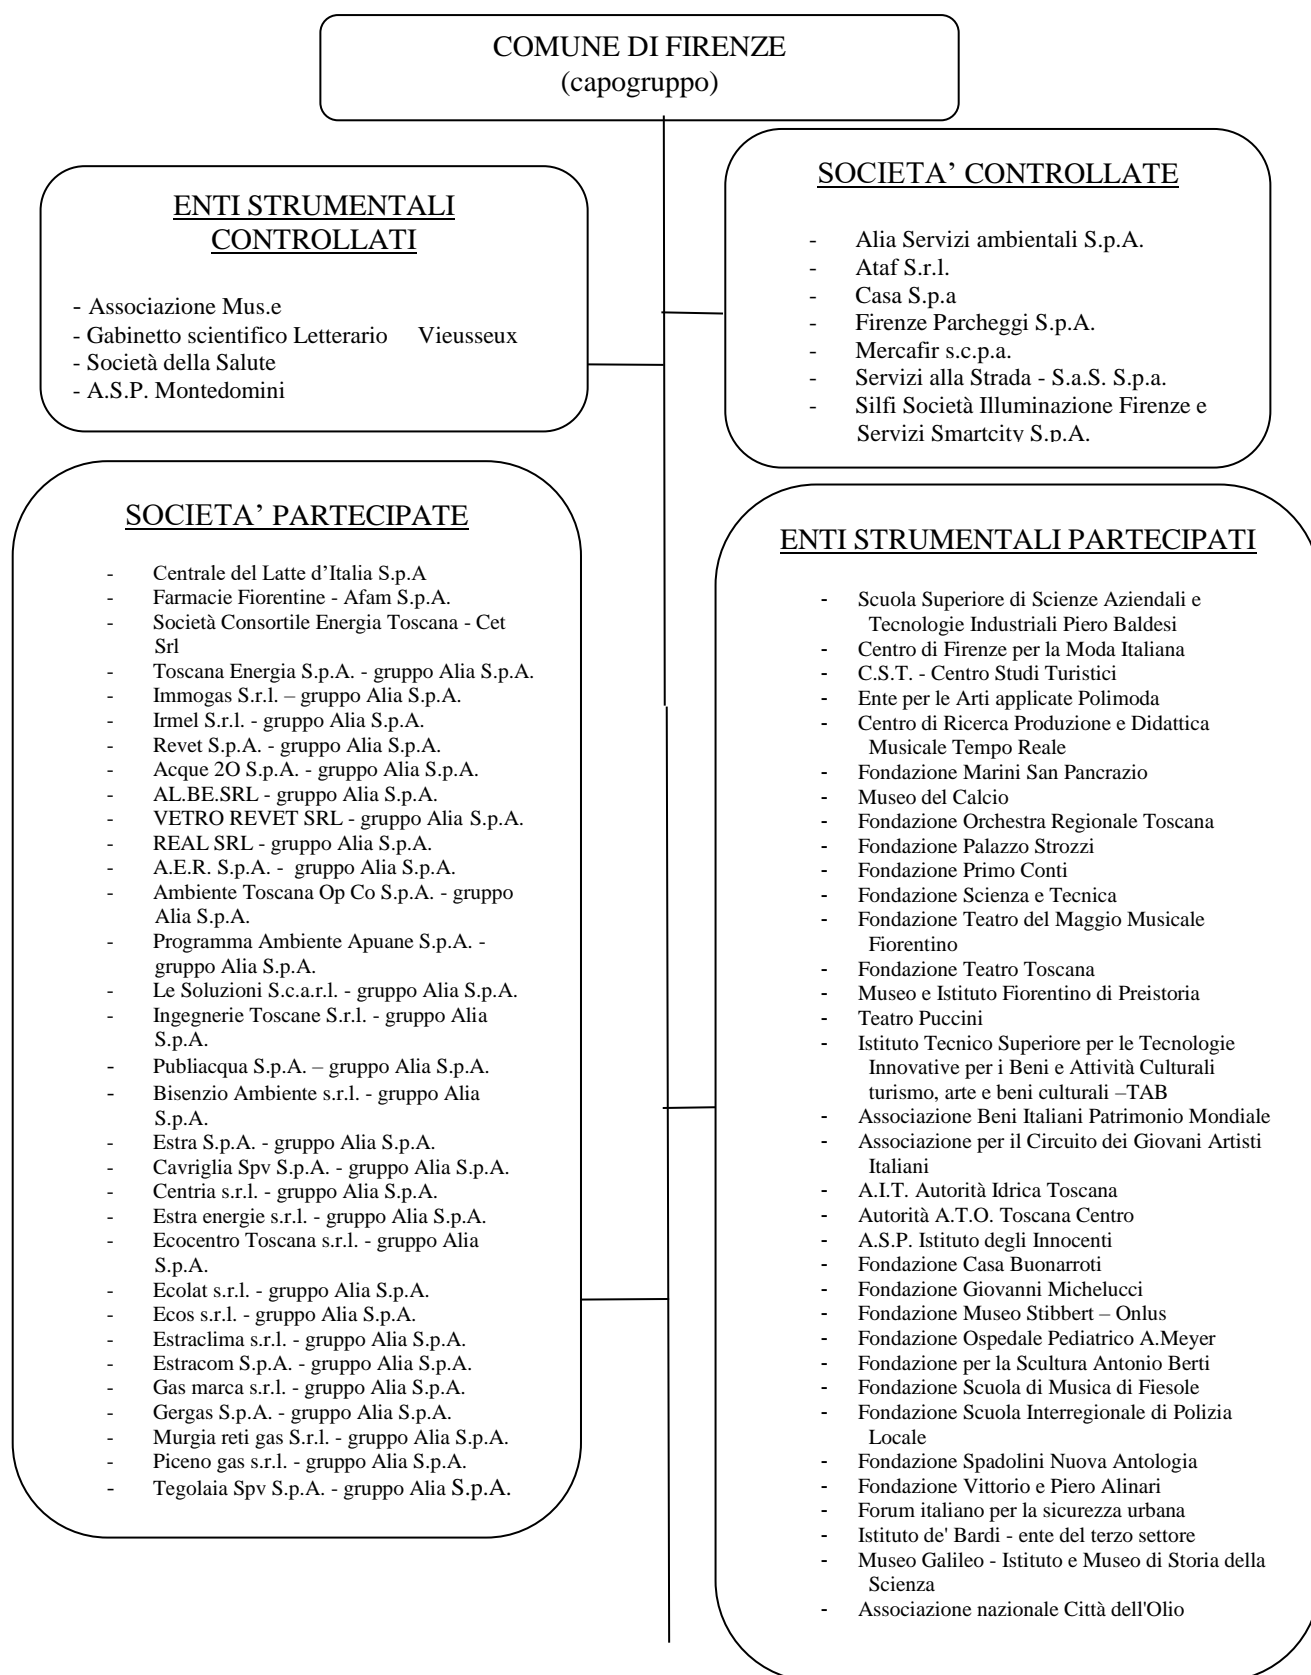 COMUNE DI FIRENZE
(capogruppo)
ENTI STRUMENTALI
CONTROLLATI
- Associazione Mus.e
- Gabinetto scientifico Letterario Vieusseux
- Società della Salute
- A.S.P. Montedomini
SOCIETA’ CONTROLLATE
- Alia Servizi ambientali S.p.A.
- Ataf S.r.l.
- Casa S.p.a
- Firenze Parcheggi S.p.A.
- Mercafir s.c.p.a.
- Servizi alla Strada - S.a.S. S.p.a.
- Silfi Società Illuminazione Firenze e
Servizi Smartcity S.p.A.
SOCIETA’ PARTECIPATE
- Centrale del Latte d’Italia S.p.A
- Farmacie Fiorentine - Afam S.p.A.
- Società Consortile Energia Toscana - Cet
Srl
- Toscana Energia S.p.A. - gruppo Alia S.p.A.
- Immogas S.r.l. – gruppo Alia S.p.A.
- Irmel S.r.l. - gruppo Alia S.p.A.
- Revet S.p.A. - gruppo Alia S.p.A.
- Acque 2O S.p.A. - gruppo Alia S.p.A.
- AL.BE.SRL - gruppo Alia S.p.A.
- VETRO REVET SRL - gruppo Alia S.p.A.
- REAL SRL - gruppo Alia S.p.A.
- A.E.R. S.p.A. - gruppo Alia S.p.A.
- Ambiente Toscana Op Co S.p.A. - gruppo
Alia S.p.A.
- Programma Ambiente Apuane S.p.A. -
gruppo Alia S.p.A.
- Le Soluzioni S.c.a.r.l. - gruppo Alia S.p.A.
- Ingegnerie Toscane S.r.l. - gruppo Alia
S.p.A.
- Publiacqua S.p.A. – gruppo Alia S.p.A.
- Bisenzio Ambiente s.r.l. - gruppo Alia
S.p.A.
- Estra S.p.A. - gruppo Alia S.p.A.
- Cavriglia Spv S.p.A. - gruppo Alia S.p.A.
- Centria s.r.l. - gruppo Alia S.p.A.
- Estra energie s.r.l. - gruppo Alia S.p.A.
- Ecocentro Toscana s.r.l. - gruppo Alia
S.p.A.
- Ecolat s.r.l. - gruppo Alia S.p.A.
- Ecos s.r.l. - gruppo Alia S.p.A.
- Estraclima s.r.l. - gruppo Alia S.p.A.
- Estracom S.p.A. - gruppo Alia S.p.A.
- Gas marca s.r.l. - gruppo Alia S.p.A.
- Gergas S.p.A. - gruppo Alia S.p.A.
- Murgia reti gas S.r.l. - gruppo Alia S.p.A.
- Piceno gas s.r.l. - gruppo Alia S.p.A.
- Tegolaia Spv S.p.A. - gruppo Alia S.p.A.
ENTI STRUMENTALI PARTECIPATI
- Scuola Superiore di Scienze Aziendali e
Tecnologie Industriali Piero Baldesi
- Centro di Firenze per la Moda Italiana
- C.S.T. - Centro Studi Turistici
- Ente per le Arti applicate Polimoda
- Centro di Ricerca Produzione e Didattica
Musicale Tempo Reale
- Fondazione Marini San Pancrazio
- Museo del Calcio
- Fondazione Orchestra Regionale Toscana
- Fondazione Palazzo Strozzi
- Fondazione Primo Conti
- Fondazione Scienza e Tecnica
- Fondazione Teatro del Maggio Musicale
Fiorentino
- Fondazione Teatro Toscana
- Museo e Istituto Fiorentino di Preistoria
- Teatro Puccini
- Istituto Tecnico Superiore per le Tecnologie
Innovative per i Beni e Attività Culturali
turismo, arte e beni culturali –TAB
- Associazione Beni Italiani Patrimonio Mondiale
- Associazione per il Circuito dei Giovani Artisti
Italiani
- A.I.T. Autorità Idrica Toscana
- Autorità A.T.O. Toscana Centro
- A.S.P. Istituto degli Innocenti
- Fondazione Casa Buonarroti
- Fondazione Giovanni Michelucci
- Fondazione Museo Stibbert – Onlus
- Fondazione Ospedale Pediatrico A.Meyer
- Fondazione per la Scultura Antonio Berti
- Fondazione Scuola di Musica di Fiesole
- Fondazione Scuola Interregionale di Polizia
Locale
- Fondazione Spadolini Nuova Antologia
- Fondazione Vittorio e Piero Alinari
- Forum italiano per la sicurezza urbana
- Istituto de' Bardi - ente del terzo settore
- Museo Galileo - Istituto e Museo di Storia della
Scienza
- Associazione nazionale Città dell'Olio